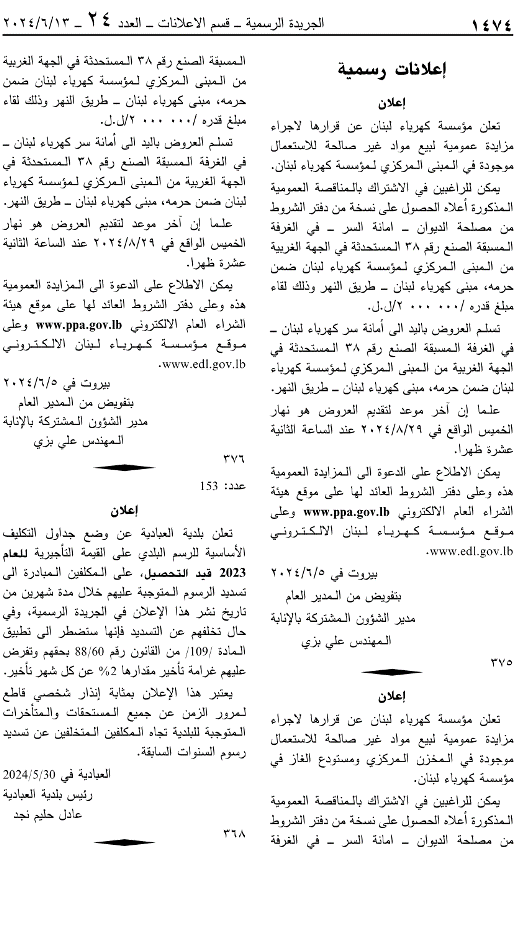 ١٤٧٤
الجريدة الرسمية – قسم الاعلانات – العدد ٢٤ – ٢٠٢٤/٦/١٣
إعلانات رسمية
إعلان
تعلن مؤسسة كهرباء لبنان عن قرارها لاجراء
مزايدة عمومية لبيع مواد غير صالحة للاستعمال
موجودة في المبنى المركزي لمؤسسة كهرباء لبنان.
يمكن للراغبين في الاشتراك بالمناقصة العمومية
المذكورة أعلاه الحصول على نسخة من دفتر الشروط
من مصلحة الديوان – امانة السر – في الغرفة
المسبقة الصنع رقم ٣٨ المستحدثة في الجهة الغربية
من المبنى المركزي لمؤسسة كهرباء لبنان ضمن
حرمه، مبنى كهرباء لبنان – طريق النهر وذلك لقاء
مبلغ قدره /٢ ٠٠٠ ٠٠٠/ل.ل.
تسلم العروض باليد الى أمانة سر كهرباء لبنان –
في الغرفة المسبقة الصنع رقم ٣٨ المستحدثة في
الجهة الغربية من المبنى المركزي لمؤسسة كهرباء
لبنان ضمن حرمه، مبنى كهرباء لبنان – طريق النهر.
علما إن آخر موعد لتقديم العروض هو نهار
الخميس الواقع في ٢٠٢٤/٨/٢٩ عند الساعة الثانية
عشرة ظهرا.
يمكن الاطلاع على الدعوة الى المزايدة العمومية
هذه وعلى دفتر الشروط العائد لها على موقع هيئة
الشراء العام الالكتروني www.ppa.gov.lb وعلى
موقع مؤسسة كهرباء لبنان الالكتروني
www.edl.gov.lb.
بيروت في ٢٠٢٤/٦/٥
بتفويض من المدير العام
مدير الشؤون المشتركة بالإنابة
المهندس علي بزي
٣٧٥
إعلان
تعلن مؤسسة كهرباء لبنان عن قرارها لاجراء
مزايدة عمومية لبيع مواد غير صالحة للاستعمال
موجودة في المخزن المركزي ومستودع الغاز في
مؤسسة كهرباء لبنان.
يمكن للراغبين في الاشتراك بالمناقصة العمومية
المذكورة أعلاه الحصول على نسخة من دفتر الشروط
من مصلحة الديوان – امانة السر – في الغرفة
المسبقة الصنع رقم ٣٨ المستحدثة في الجهة الغربية
من المبنى المركزي لمؤسسة كهرباء لبنان ضمن
حرمه، مبنى كهرباء لبنان – طريق النهر وذلك لقاء
مبلغ قدره /٢ ٠٠٠ ٠٠٠/ل.ل.
تسلم العروض باليد الى أمانة سر كهرباء لبنان –
في الغرفة المسبقة الصنع رقم ٣٨ المستحدثة في
الجهة الغربية من المبنى المركزي لمؤسسة كهرباء
لبنان ضمن حرمه، مبنى كهرباء لبنان – طريق النهر.
علما إن آخر موعد لتقديم العروض هو نهار
الخميس الواقع في ٢٠٢٤/٨/٢٩ عند الساعة الثانية
عشرة ظهرا.
يمكن الاطلاع على الدعوة الى المزايدة العمومية
هذه وعلى دفتر الشروط العائد لها على موقع هيئة
الشراء العام الالكتروني www.ppa.gov.lb وعلى
موقع مؤسسة كهرباء لبنان الالكتروني
www.edl.gov.lb.
بيروت في ٢٠٢٤/٦/٥
بتفويض من المدير العام
مدير الشؤون المشتركة بالإنابة
المهندس علي بزي
٣٧٦
عدد: 153
إعلان
تعلن بلدية العبادية عن وضع جداول التكليف
الأساسية للرسم البلدي على القيمة التأجيرية للعام
2023 قيد التحصيل، على المكلفين المبادرة الى
تسديد الرسوم المتوجبة عليهم خلال مدة شهرين من
تاريخ نشر هذا الإعلان في الجريدة الرسمية، وفي
حال تخلفهم عن التسديد فإنها ستضطر الى تطبيق
المادة /109/ من القانون رقم 88/60 بحقهم وتفرض
عليهم غرامة تأخير مقدارها 2% عن كل شهر تأخير.
يعتبر هذا الإعلان بمثابة إنذار شخصي قاطع
لمرور الزمن عن جميع المستحقات والمتأخرات
المتوجبة للبلدية تجاه المكلفين المتخلفين عن تسديد
رسوم السنوات السابقة.
العبادية في 2024/5/30
رئيس بلدية العبادية
عادل حليم نجد
٣٦٨